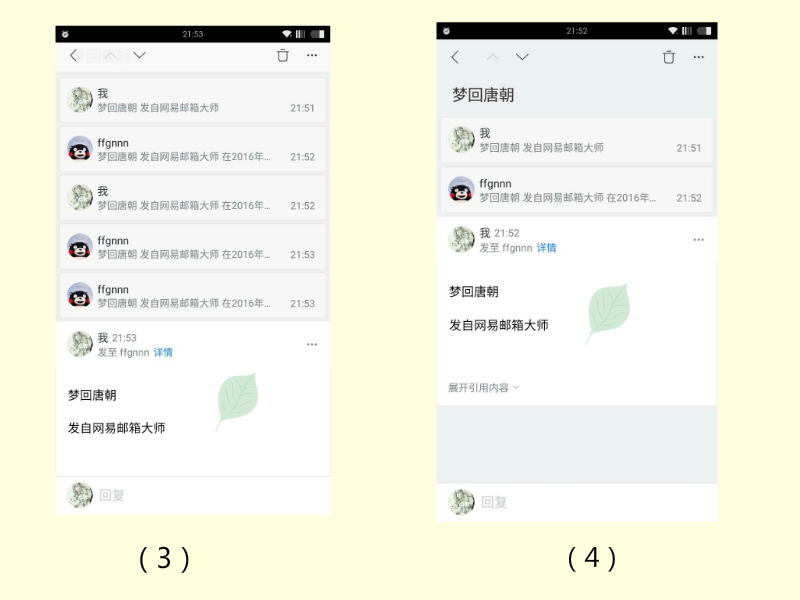 21:53
我
梦回唐朝 发自网易邮箱大师
21:51
ffgnnn
梦回唐朝 发自网易邮箱大师 在2016年...
21:52
我
梦回唐朝 发自网易邮箱大师 在2016年...
21:52
ffgnnn
梦回唐朝 发自网易邮箱大师 在2016年...
21:53
ffgnnn
梦回唐朝 发自网易邮箱大师 在2016年...
21:53
我 21:53
发至 ffgnnn 详情
梦回唐朝
发自网易邮箱大师
回复
(3)
21:52
梦回唐朝
我
梦回唐朝 发自网易邮箱大师
21:51
ffgnnn
梦回唐朝 发自网易邮箱大师 在2016年...
21:52
我 21:52
发至 ffgnnn 详情
梦回唐朝
发自网易邮箱大师
展开引用内容
回复
(4)